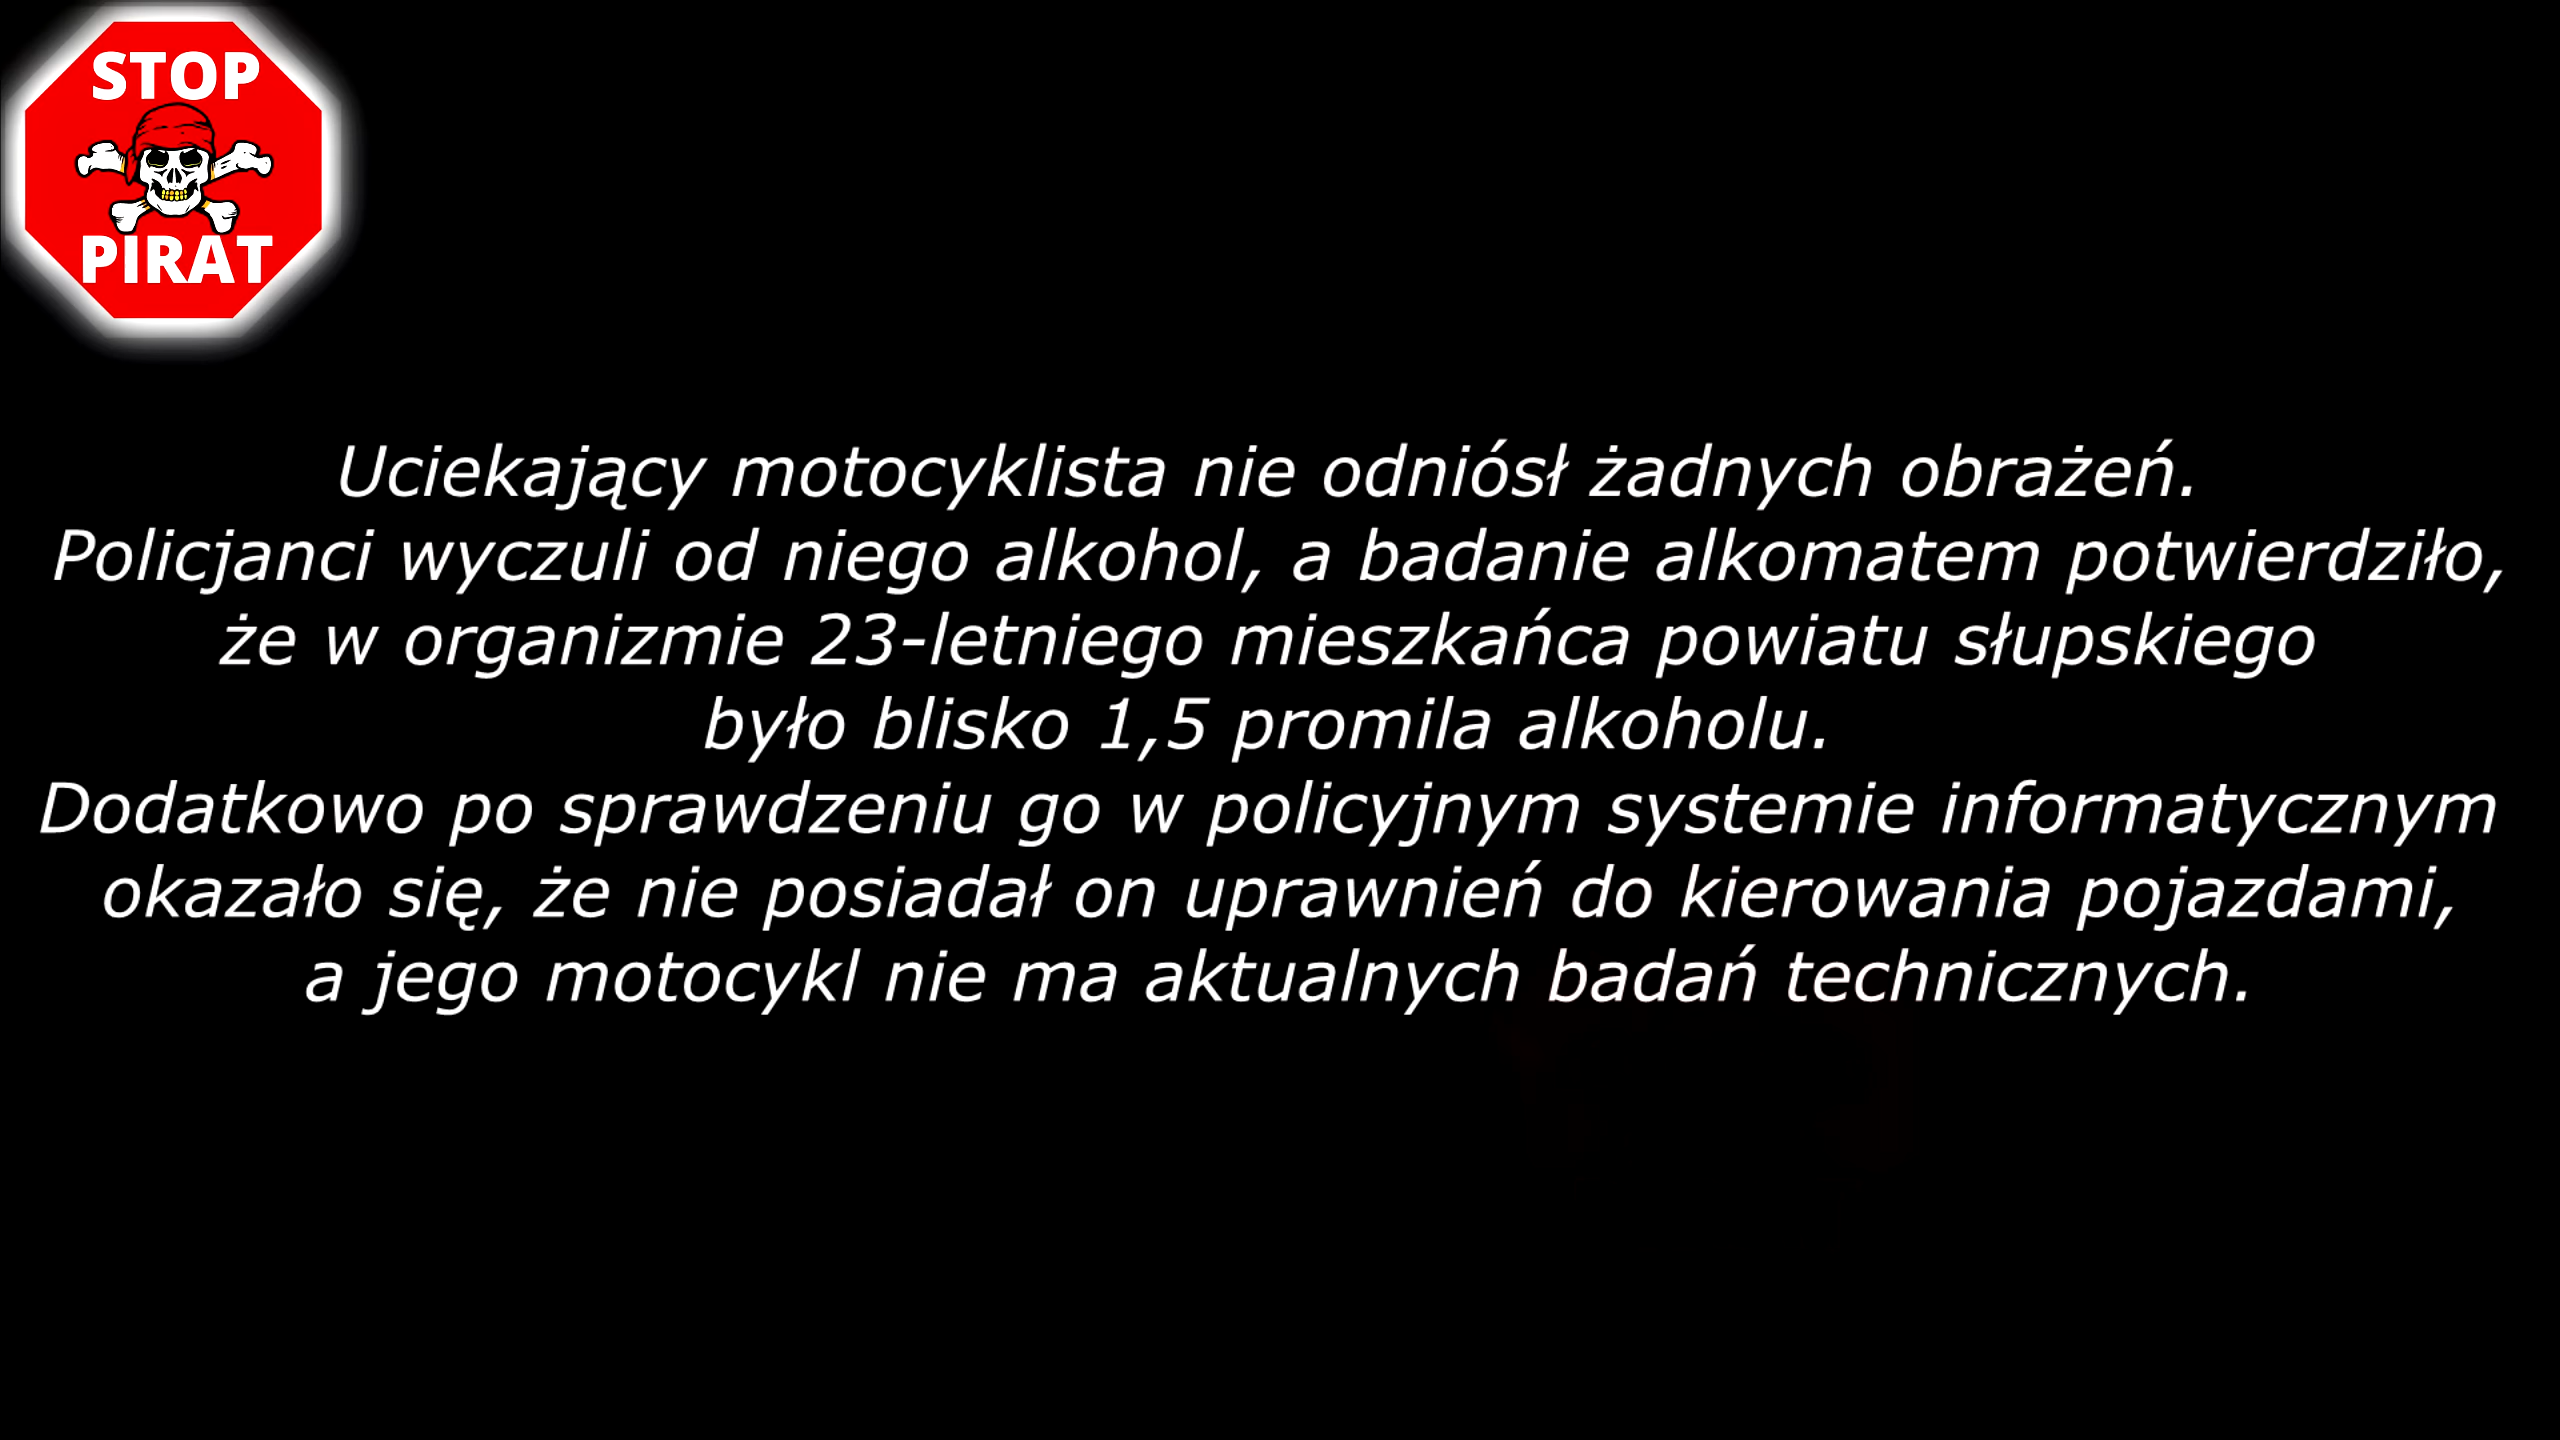 STOP
PIRAT
Uciekający motocyklista nie odniósł żadnych obrażeń.
Policjanci wyczuli od niego alkohol, a badanie alkomatem potwierdziło,
że w organizmie 23-letniego mieszkańca powiatu słupskiego
było blisko 1,5 promila alkoholu.
Dodatkowo po sprawdzeniu go w policyjnym systemie informatycznym
okazało się, że nie posiadał on uprawnień do kierowania pojazdami,
a jego motocykl nie ma aktualnych badań technicznych.